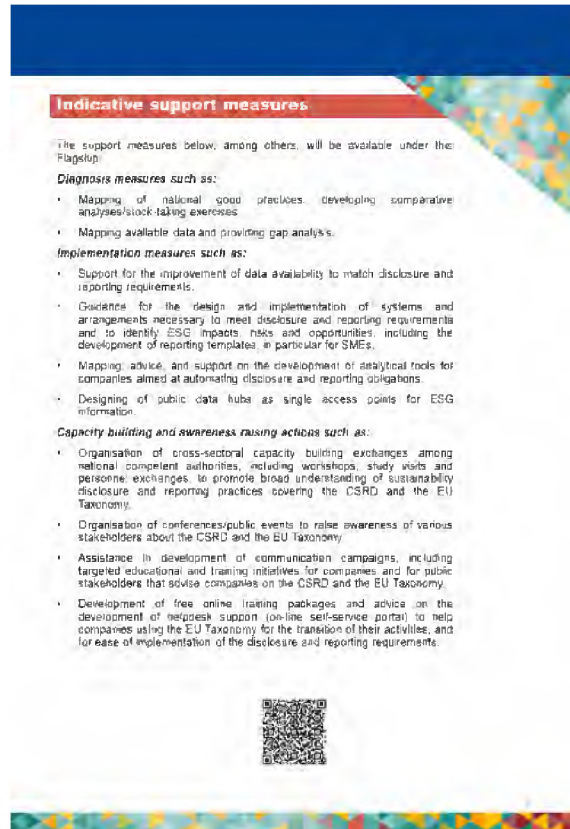 Indicative support measures
The support measures below, among others, will be available under the
Flagship:
Diagnosis measures such as:
• Mapping of national good practices, developing comparative
analyses/stock-taking exercises.
• Mapping available data and providing gap analysis.
Implementation measures such as:
• Support for the improvement of data availability to match disclosure and
reporting requirements.
• Guidance for the design and implementation of systems and
arrangements necessary to meet disclosure and reporting requirements
and to identify ESG impacts, risks and opportunities, including the
development of reporting templates, in particular for SMEs.
• Mapping, advice, and support on the development of analytical tools for
companies aimed at automating disclosure and reporting obligations.
• Designing of public data hubs as single access points for ESG
information.
Capacity building and awareness raising actions such as:
• Organisation of cross-sectoral capacity building exchanges among
national competent authorities, including workshops, study visits and
personnel exchanges, to promote broad understanding of sustainability
disclosure and reporting practices covering the CSRD and the EU
Taxonomy.
• Organisation of conferences/public events to raise awareness of various
stakeholders about the CSRD and the EU Taxonomy.
• Assistance in development of communication campaigns, including
targeted educational and training initiatives for companies and for public
stakeholders that advise companies on the CSRD and the EU Taxonomy.
• Development of free online training packages and advice on the
development of helpdesk support (on-line self-service portal) to help
companies using the EU Taxonomy for the transition of their activities, and
for ease of implementation of the disclosure and reporting requirements.